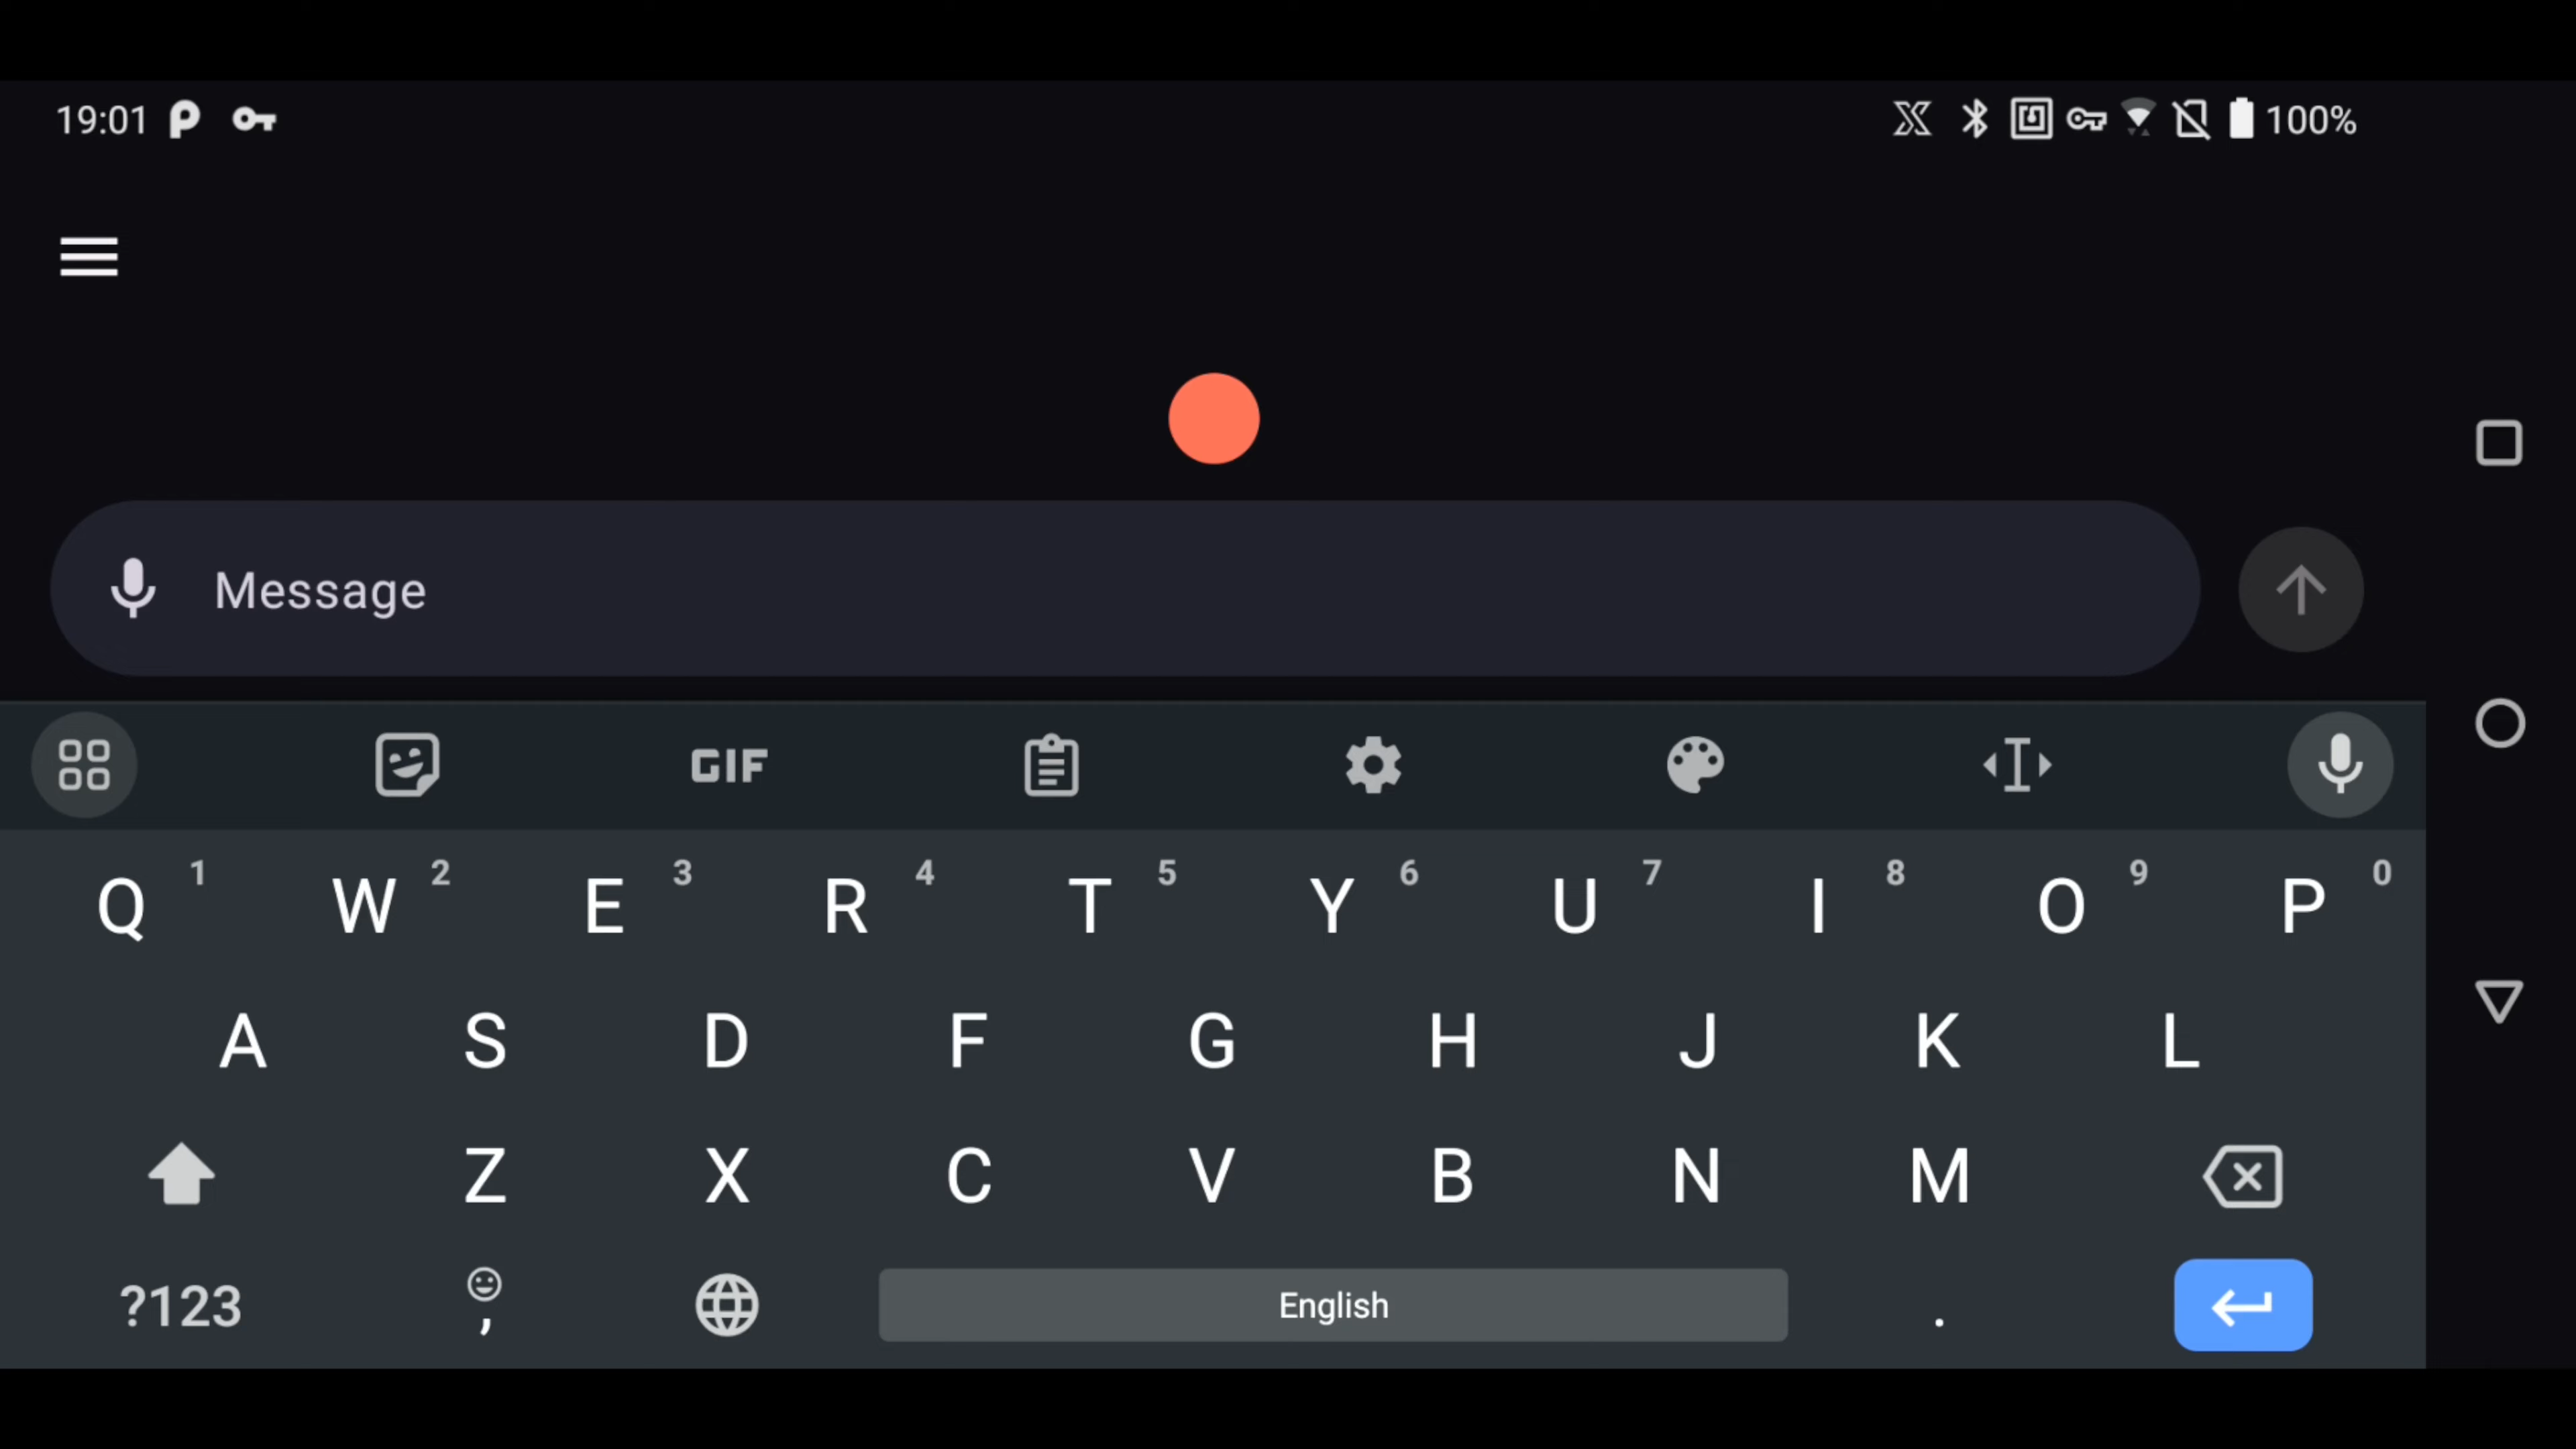 19:01 100%
Message
GIF
Q 1 W 2 E 3 R 4 T 5 Y 6 U 7 I 8 O 9 P 0
A S D F G H J K L
Z X C V B N M
?123 , English .